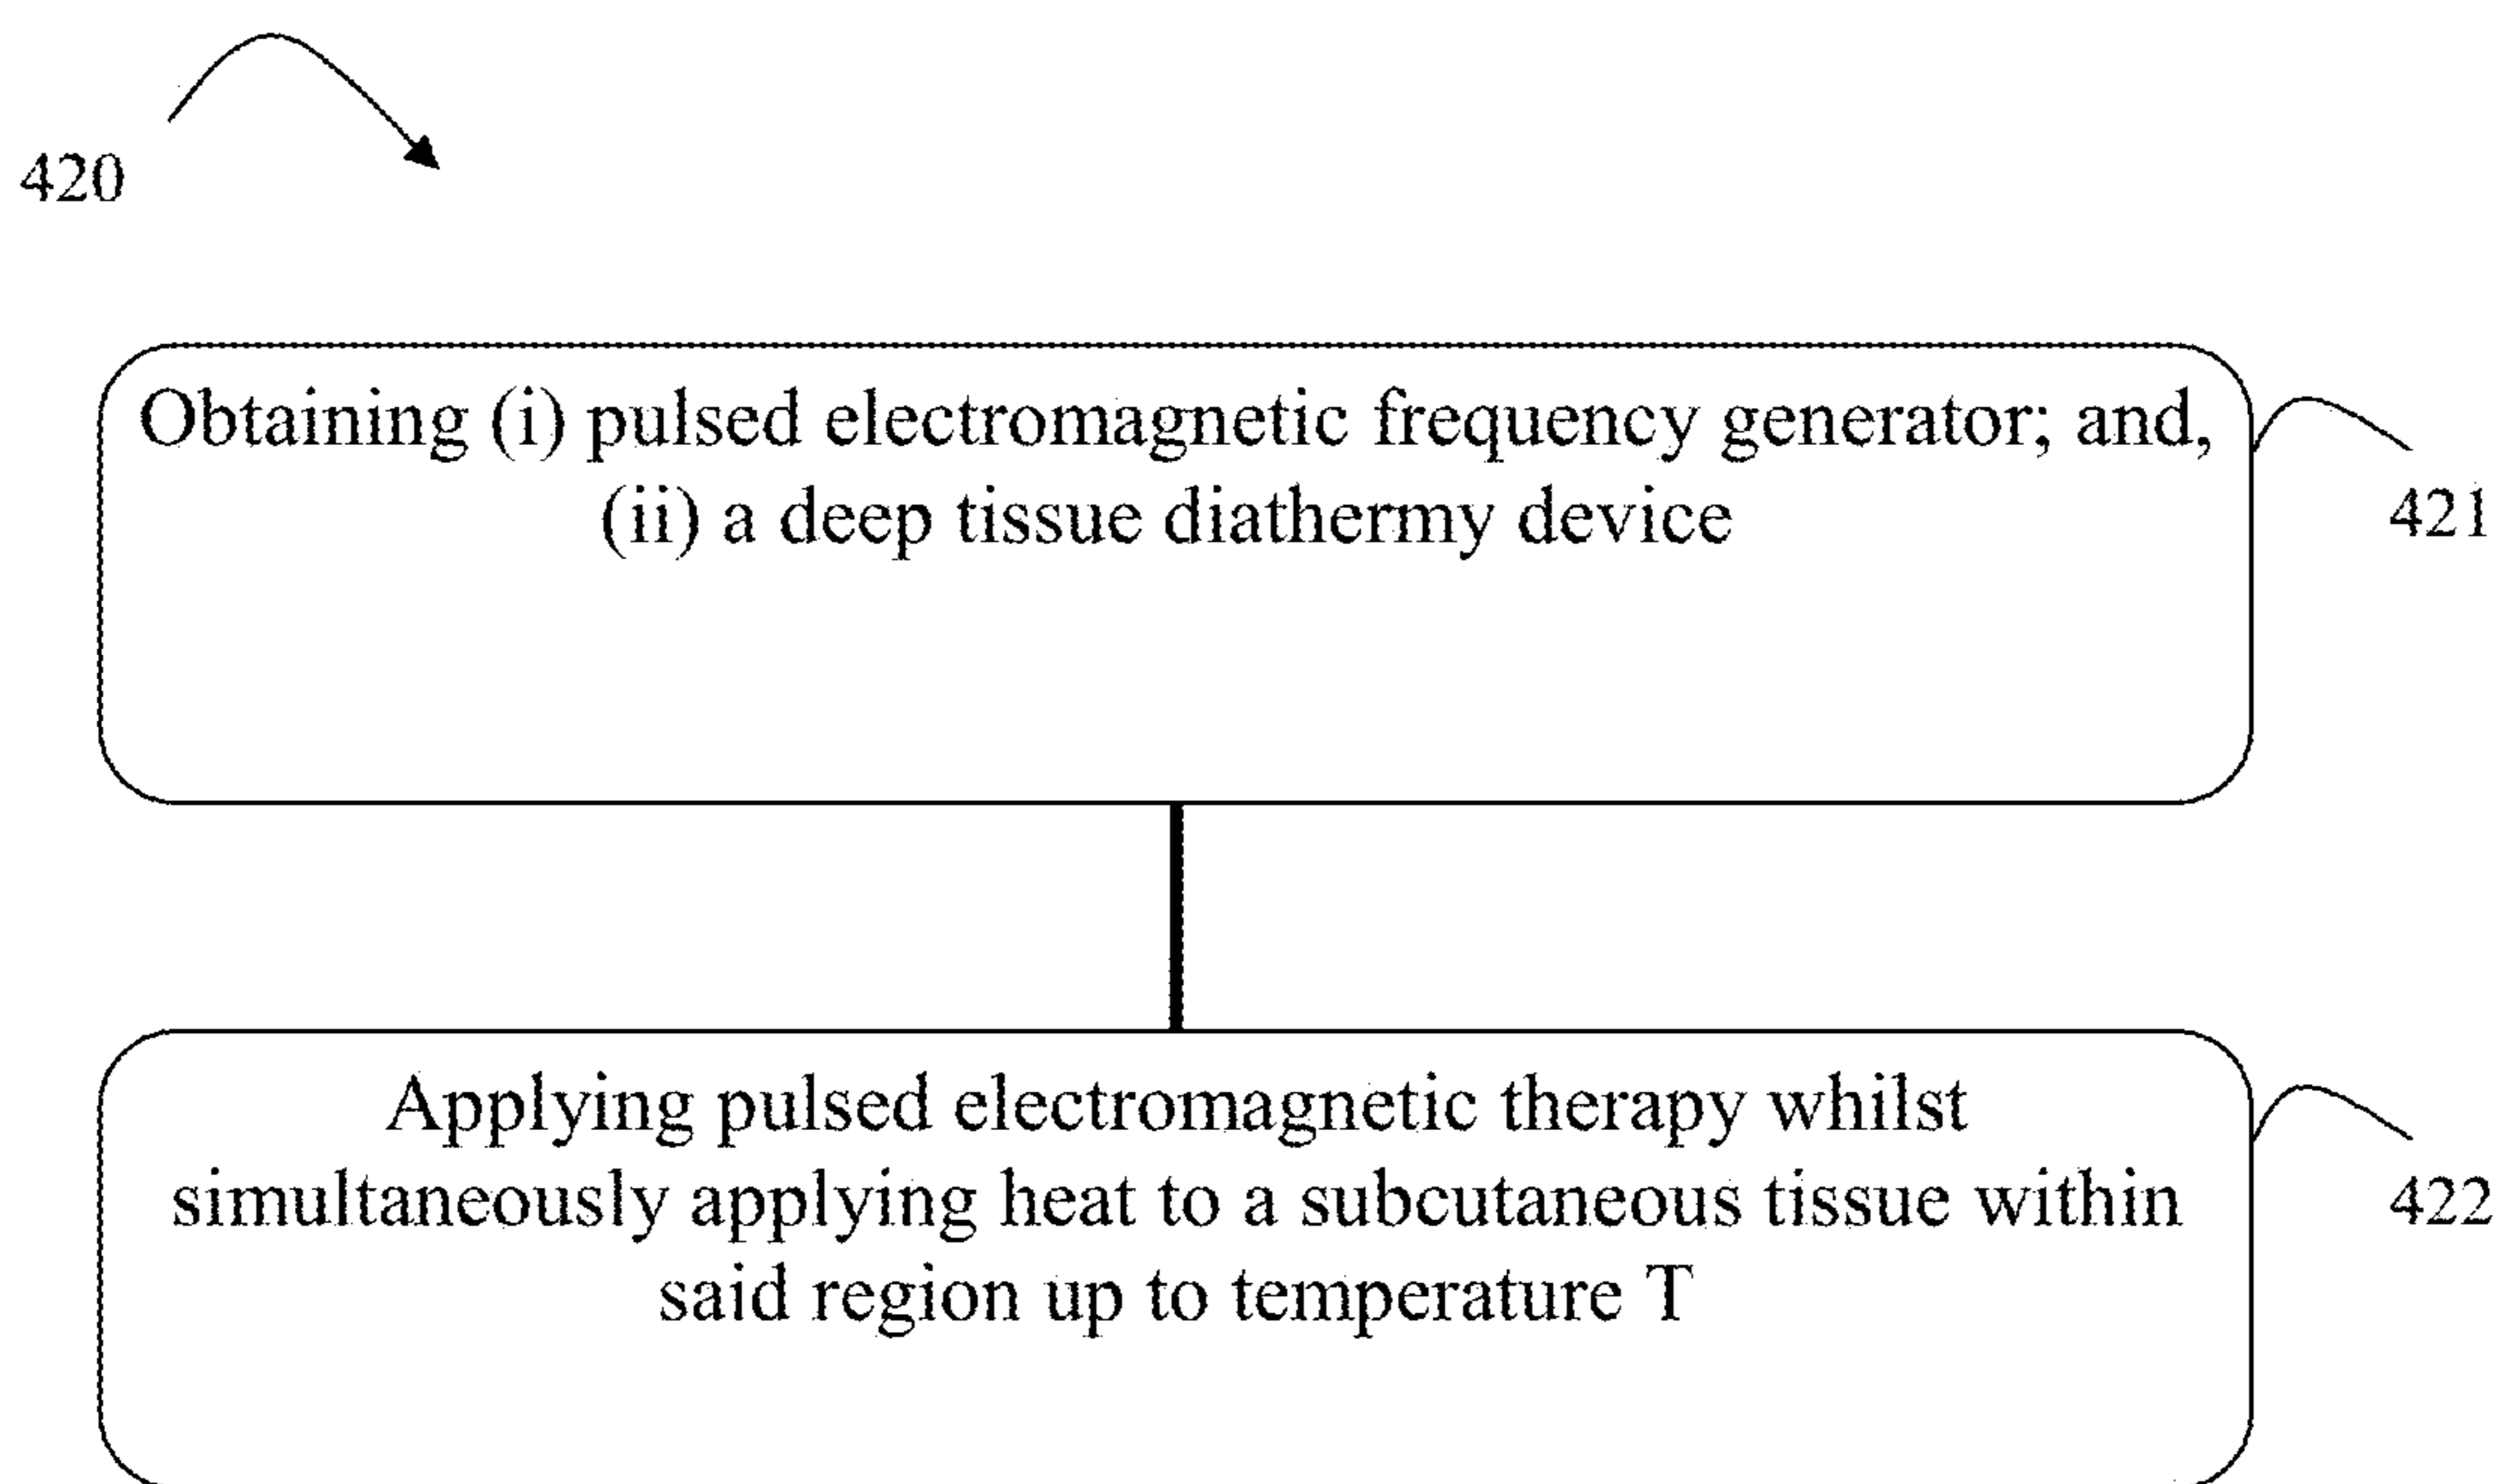 420
Obtaining (i) pulsed electromagnetic frequency generator; and,
(ii) a deep tissue diathermy device
421
Applying pulsed electromagnetic therapy whilst
simultaneously applying heat to a subcutaneous tissue within
said region up to temperature T
422